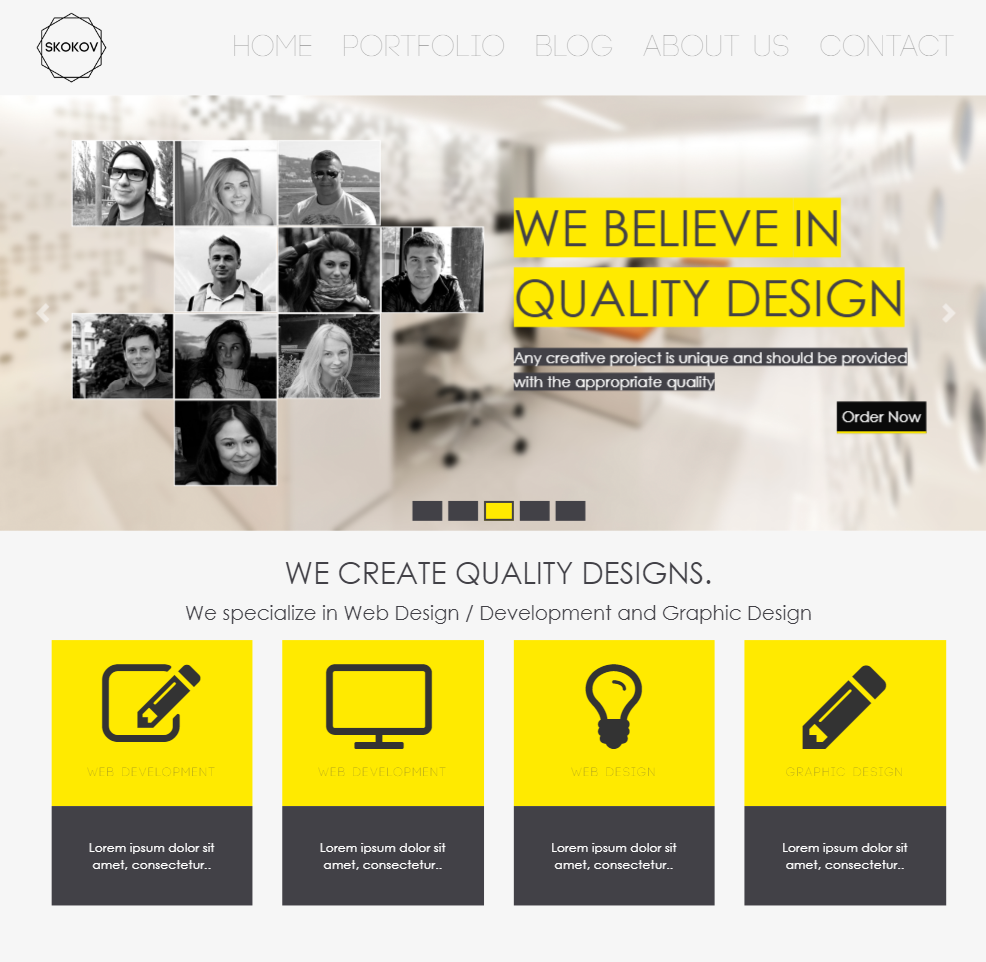 SKOKOV
HOME PORTFOLIO BLOG ABOUT US CONTACT
WE BELIEVE IN
QUALITY DESIGN
Any creative project is unique and should be provided
with the appropriate quality
Order Now
WE CREATE QUALITY DESIGNS.
We specialize in Web Design / Development and Graphic Design
WEB DEVELOPMENT
Lorem ipsum dolor sit
amet, consectetur..
WEB DEVELOPMENT
Lorem ipsum dolor sit
amet, consectetur..
WEB DESIGN
Lorem ipsum dolor sit
amet, consectetur..
GRAPHIC DESIGN
Lorem ipsum dolor sit
amet, consectetur..